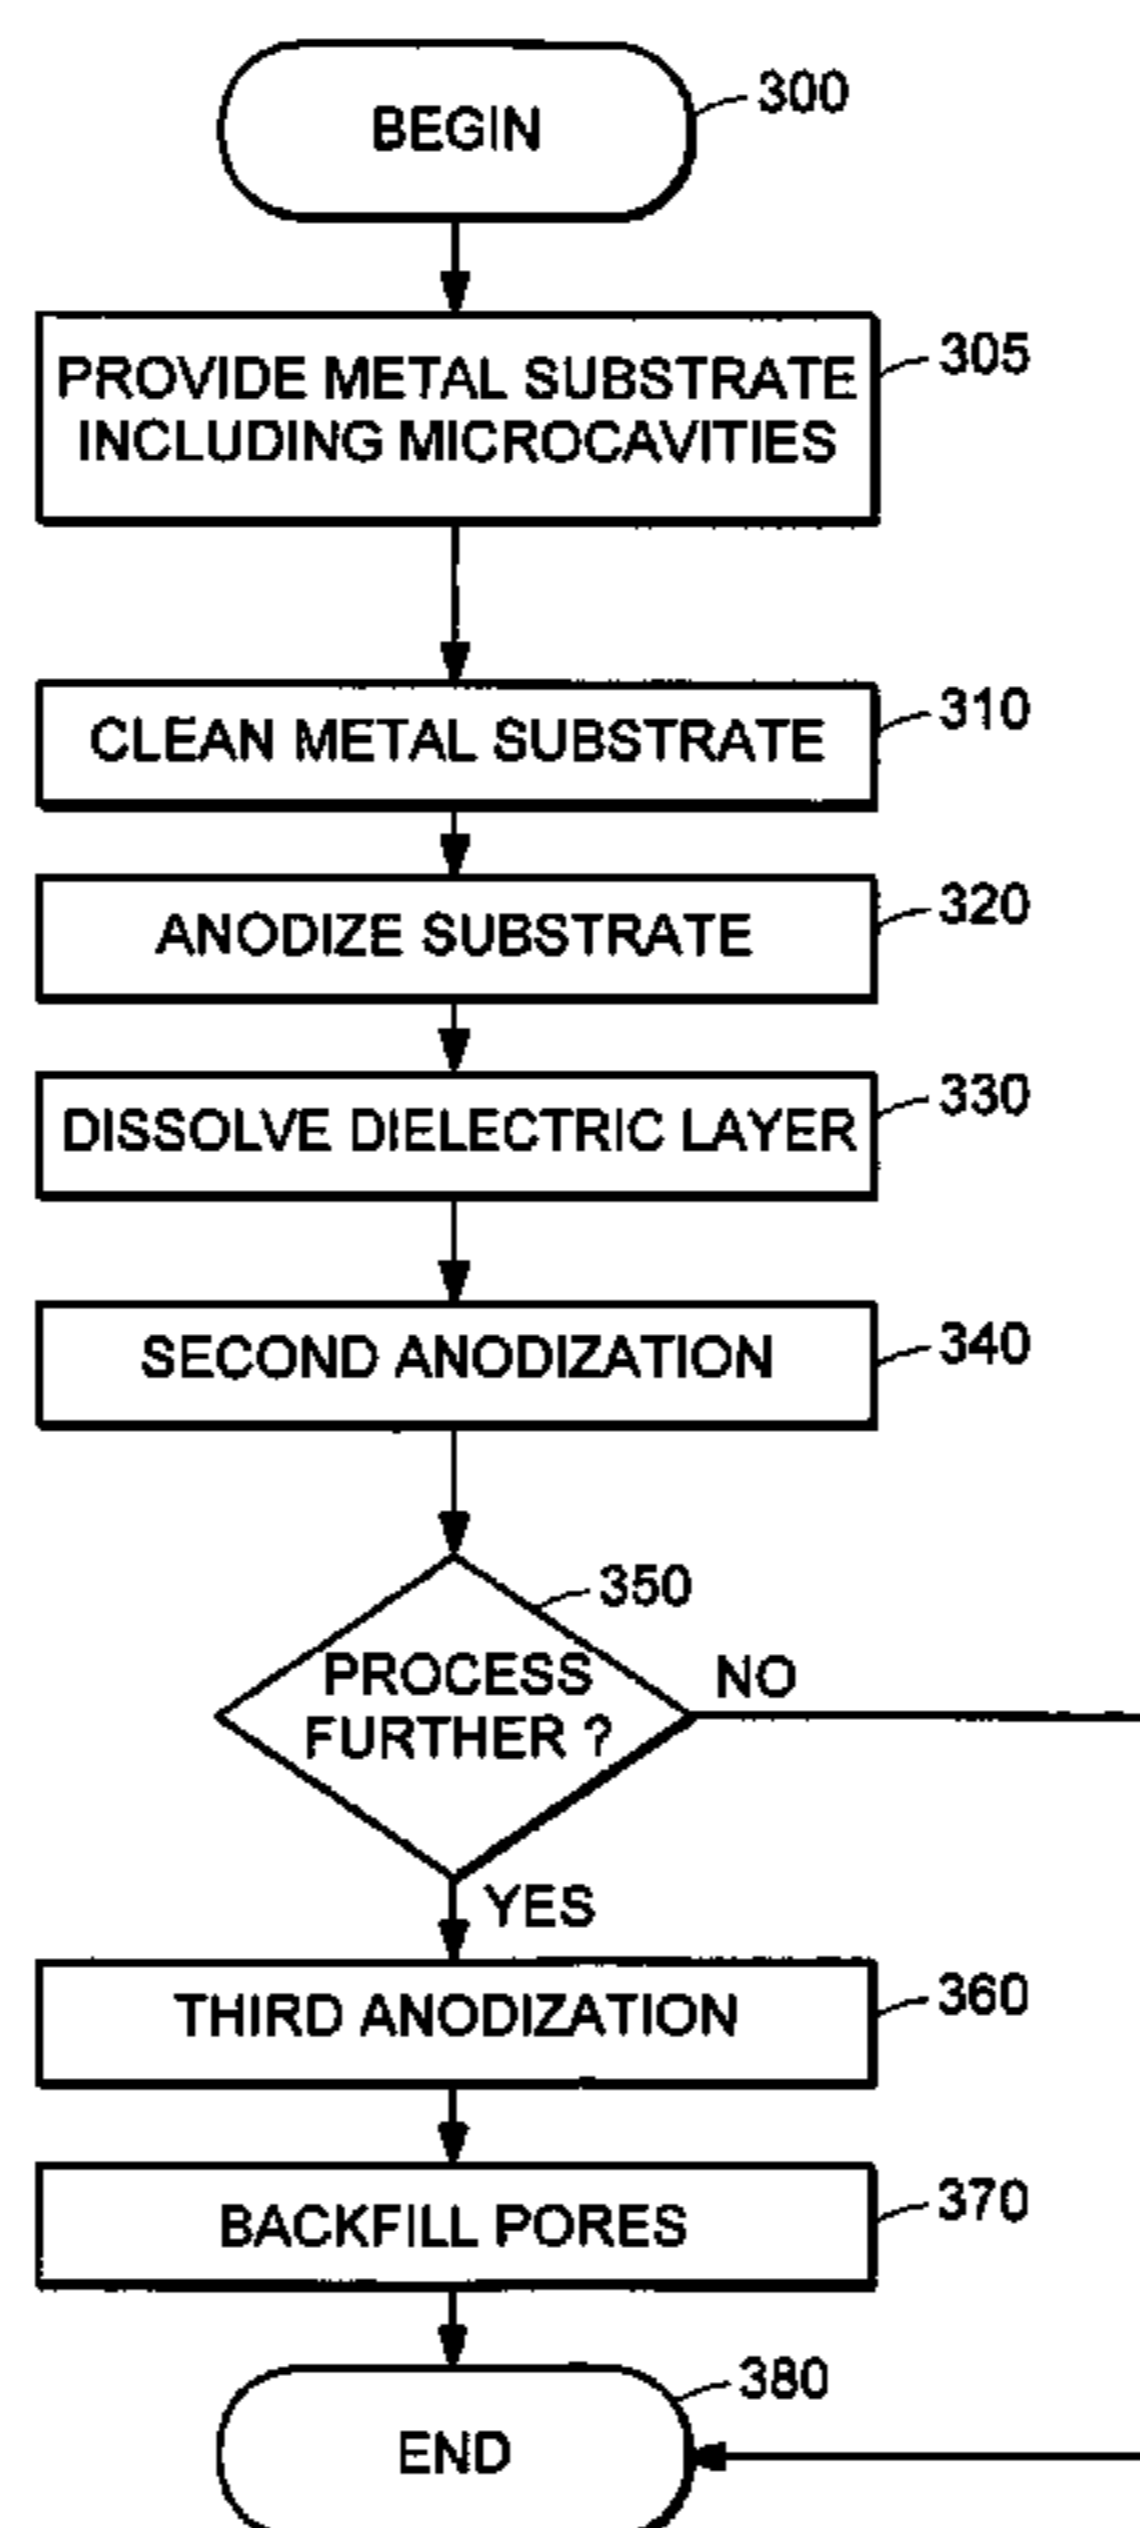 BEGIN
300
PROVIDE METAL SUBSTRATE
INCLUDING MICROCAVITIES
305
CLEAN METAL SUBSTRATE
310
ANODIZE SUBSTRATE
320
DISSOLVE DIELECTRIC LAYER
330
SECOND ANODIZATION
340
350
PROCESS
FURTHER ?
NO
YES
THIRD ANODIZATION
360
BACKFILL PORES
370
380
END